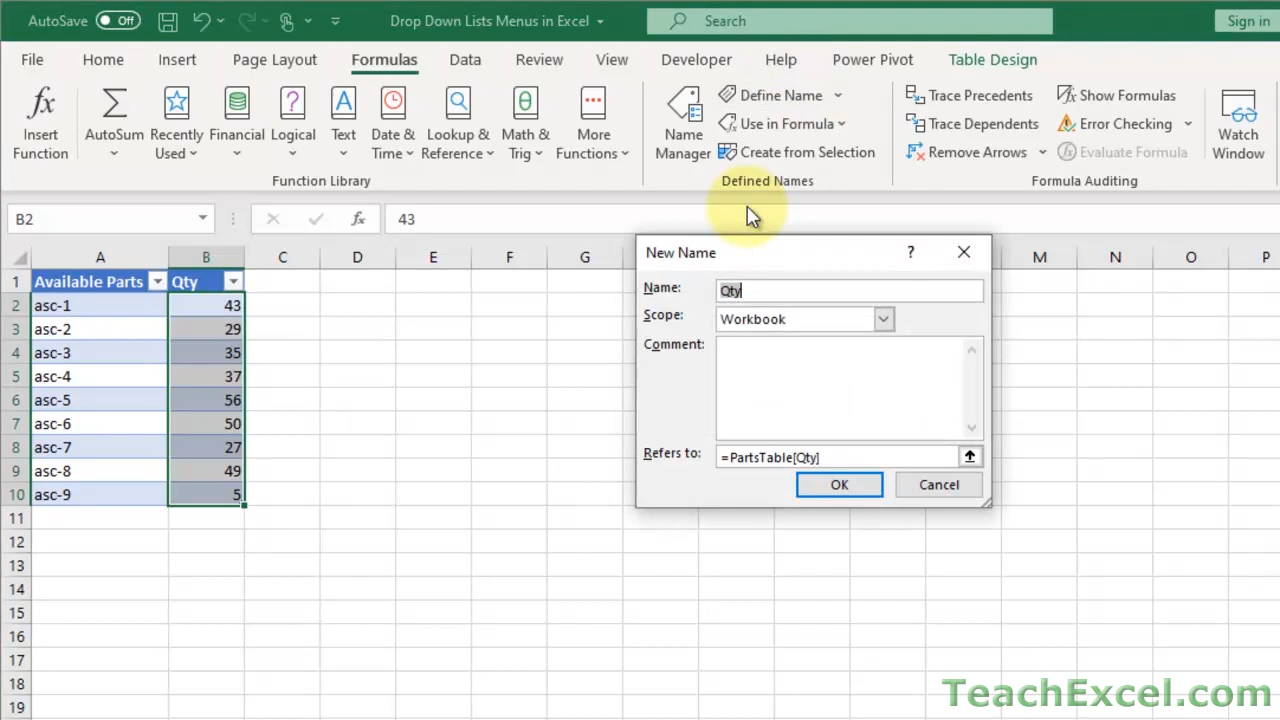 AutoSave Off Drop Down Lists Menus in Excel Search Sign in
File Home Insert Page Layout Formulas Data Review View Developer Help Power Pivot Table Design
Insert Function
AutoSum
Recently Used
Financial
Logical
Text
Date & Time
Lookup & Reference
Math & Trig
More Functions
Function Library
Name Manager
Define Name
Use in Formula
Create from Selection
Defined Names
Trace Precedents
Trace Dependents
Remove Arrows
Show Formulas
Error Checking
Evaluate Formula
Formula Auditing
Watch Window
B2 fx 43
A B C D E F G M N O P
1 Available Parts Qty
2 asc-1 43
3 asc-2 29
4 asc-3 35
5 asc-4 37
6 asc-5 56
7 asc-6 50
8 asc-7 27
9 asc-8 49
10 asc-9 5
11
12
13
14
15
16
17
18
19
New Name ?
Name: Qty
Scope: Workbook
Comment:
Refers to: =PartsTable[Qty]
OK Cancel
TeachExcel.com